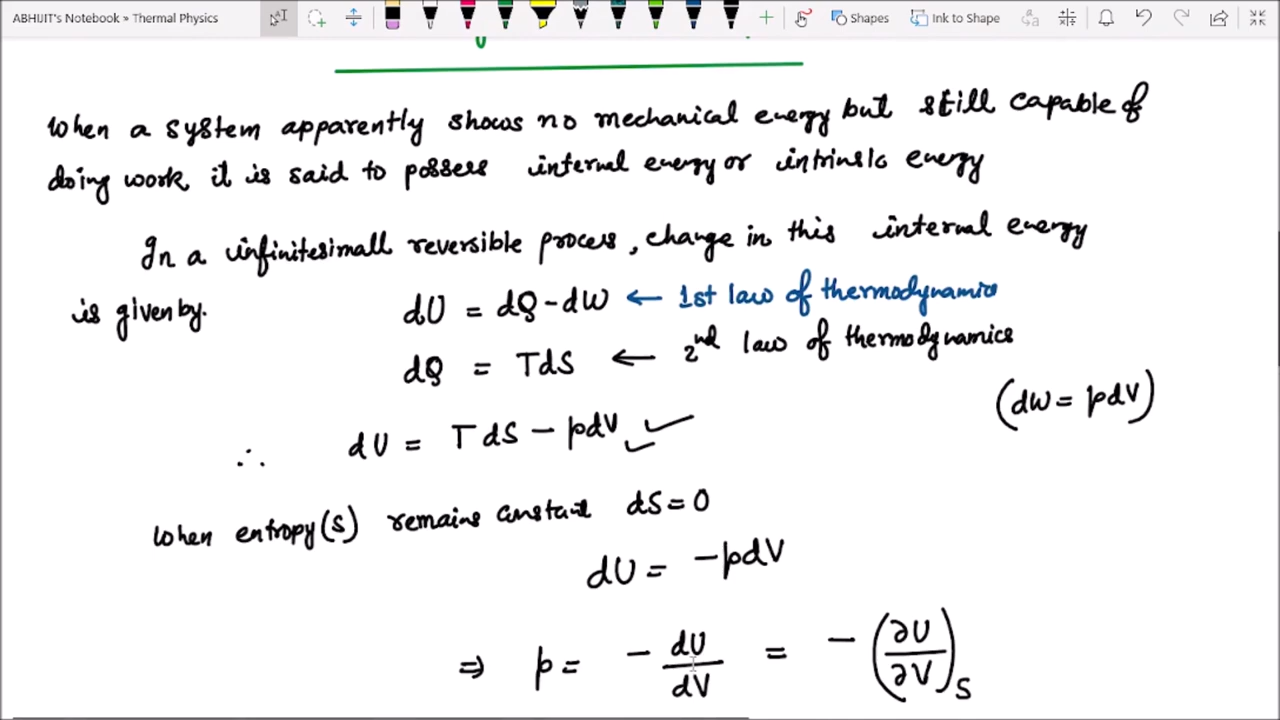 ABHIJIT's Notebook » Thermal Physics
Shapes
Ink to Shape
When a system apparently shows no mechanical energy but still capable of
doing work it is said to possess internal energy or intrinsic energy
In a infinitesimall reversible process, change in this internal energy
is given by.
dU = dQ - dW ← 1st law of thermodynamics
dQ = TdS ← 2nd law of thermodynamics
(dW = pdV)
∴ dU = TdS - pdV
When entropy (S) remains constant dS = 0
dU = -pdV
⇒ p = - dU/dV = - (∂U/∂V)S